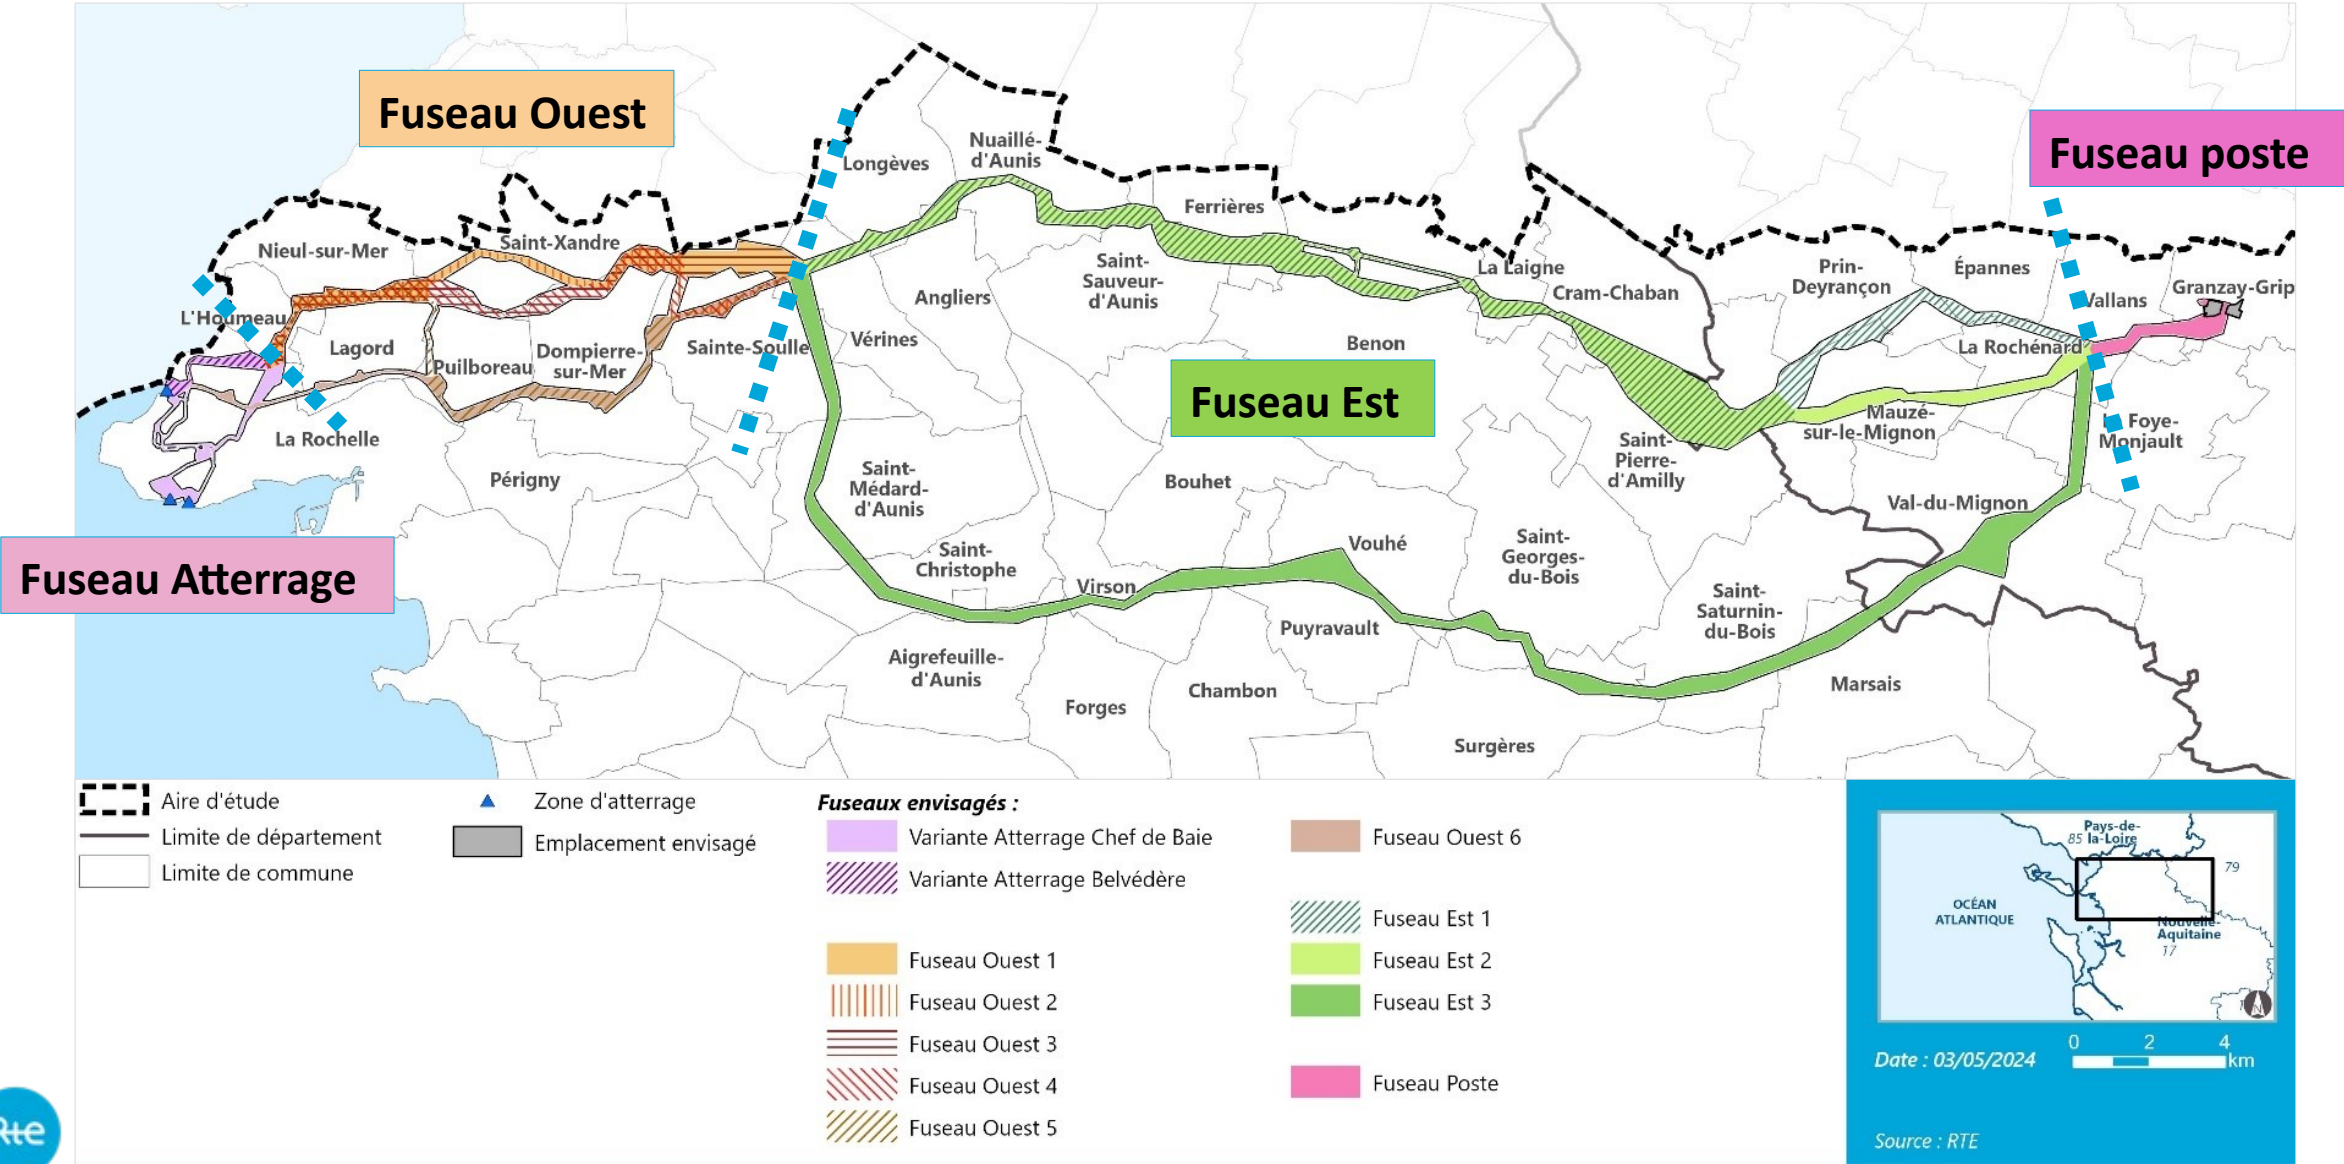 Fuseau Ouest
Fuseau poste
Fuseau Est
Fuseau Atterrage
Longèves
Nuaillé-
d'Aunis
Ferrières
Nieul-sur-Mer
Saint-Xandre
L'Houmeau
Lagord
Puilboreau
Dompierre-
sur-Mer
Sainte-Soulle
Vérines
Angliers
Saint-
Sauveur-
d'Aunis
Benon
La Laigne
Cram-Chaban
Prin-
Deyrançon
Épannes
Vallans
Granzay-Grip
La Rochénard
Mauzé-
sur-le-Mignon
Foye-
Monjault
La Rochelle
Périgny
Saint-
Médard-
d'Aunis
Bouhet
Saint-
Pierre-
d'Amilly
Val-du-Mignon
Saint-
Christophe
Virson
Vouhé
Saint-
Georges-
du-Bois
Saint-
Saturnin-
du-Bois
Puyravault
Aigrefeuille-
d'Aunis
Chambon
Forges
Surgères
Marsais
Aire d'étude
Limite de département
Limite de commune
Zone d'atterrage
Emplacement envisagé
Fuseaux envisagés :
Variante Atterrage Chef de Baie
Variante Atterrage Belvédère
Fuseau Ouest 1
Fuseau Ouest 2
Fuseau Ouest 3
Fuseau Ouest 4
Fuseau Ouest 5
Fuseau Ouest 6
Fuseau Est 1
Fuseau Est 2
Fuseau Est 3
Fuseau Poste
Pays-de-
85 la-Loire
79
OCÉAN
ATLANTIQUE
Nouvelle-
Aquitaine
17
N
0 2 4
km
Date : 03/05/2024
Source : RTE
Rte